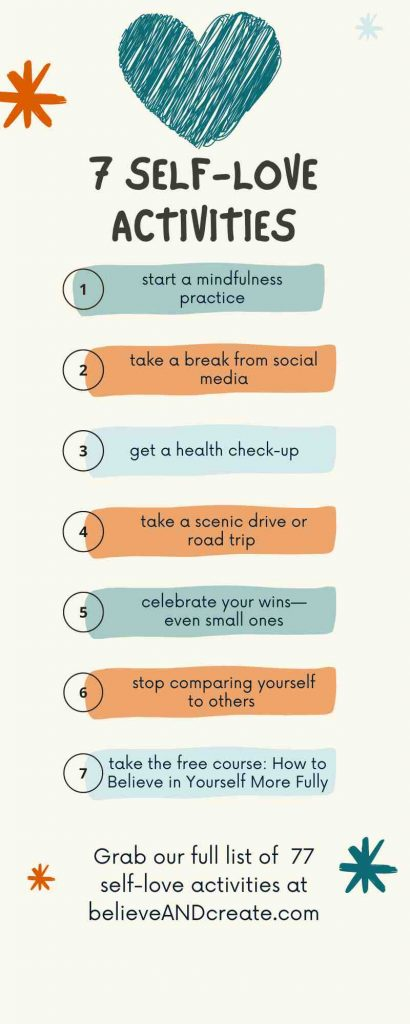 7 SELF-LOVE
ACTIVITIES
1
start a mindfulness
practice
2
take a break from social
media
3
get a health check-up
4
take a scenic drive or
road trip
5
celebrate your wins—
even small ones
6
stop comparing yourself
to others
7
take the free course: How to
Believe in Yourself More Fully
Grab our full list of 77
self-love activities at
believeANDcreate.com